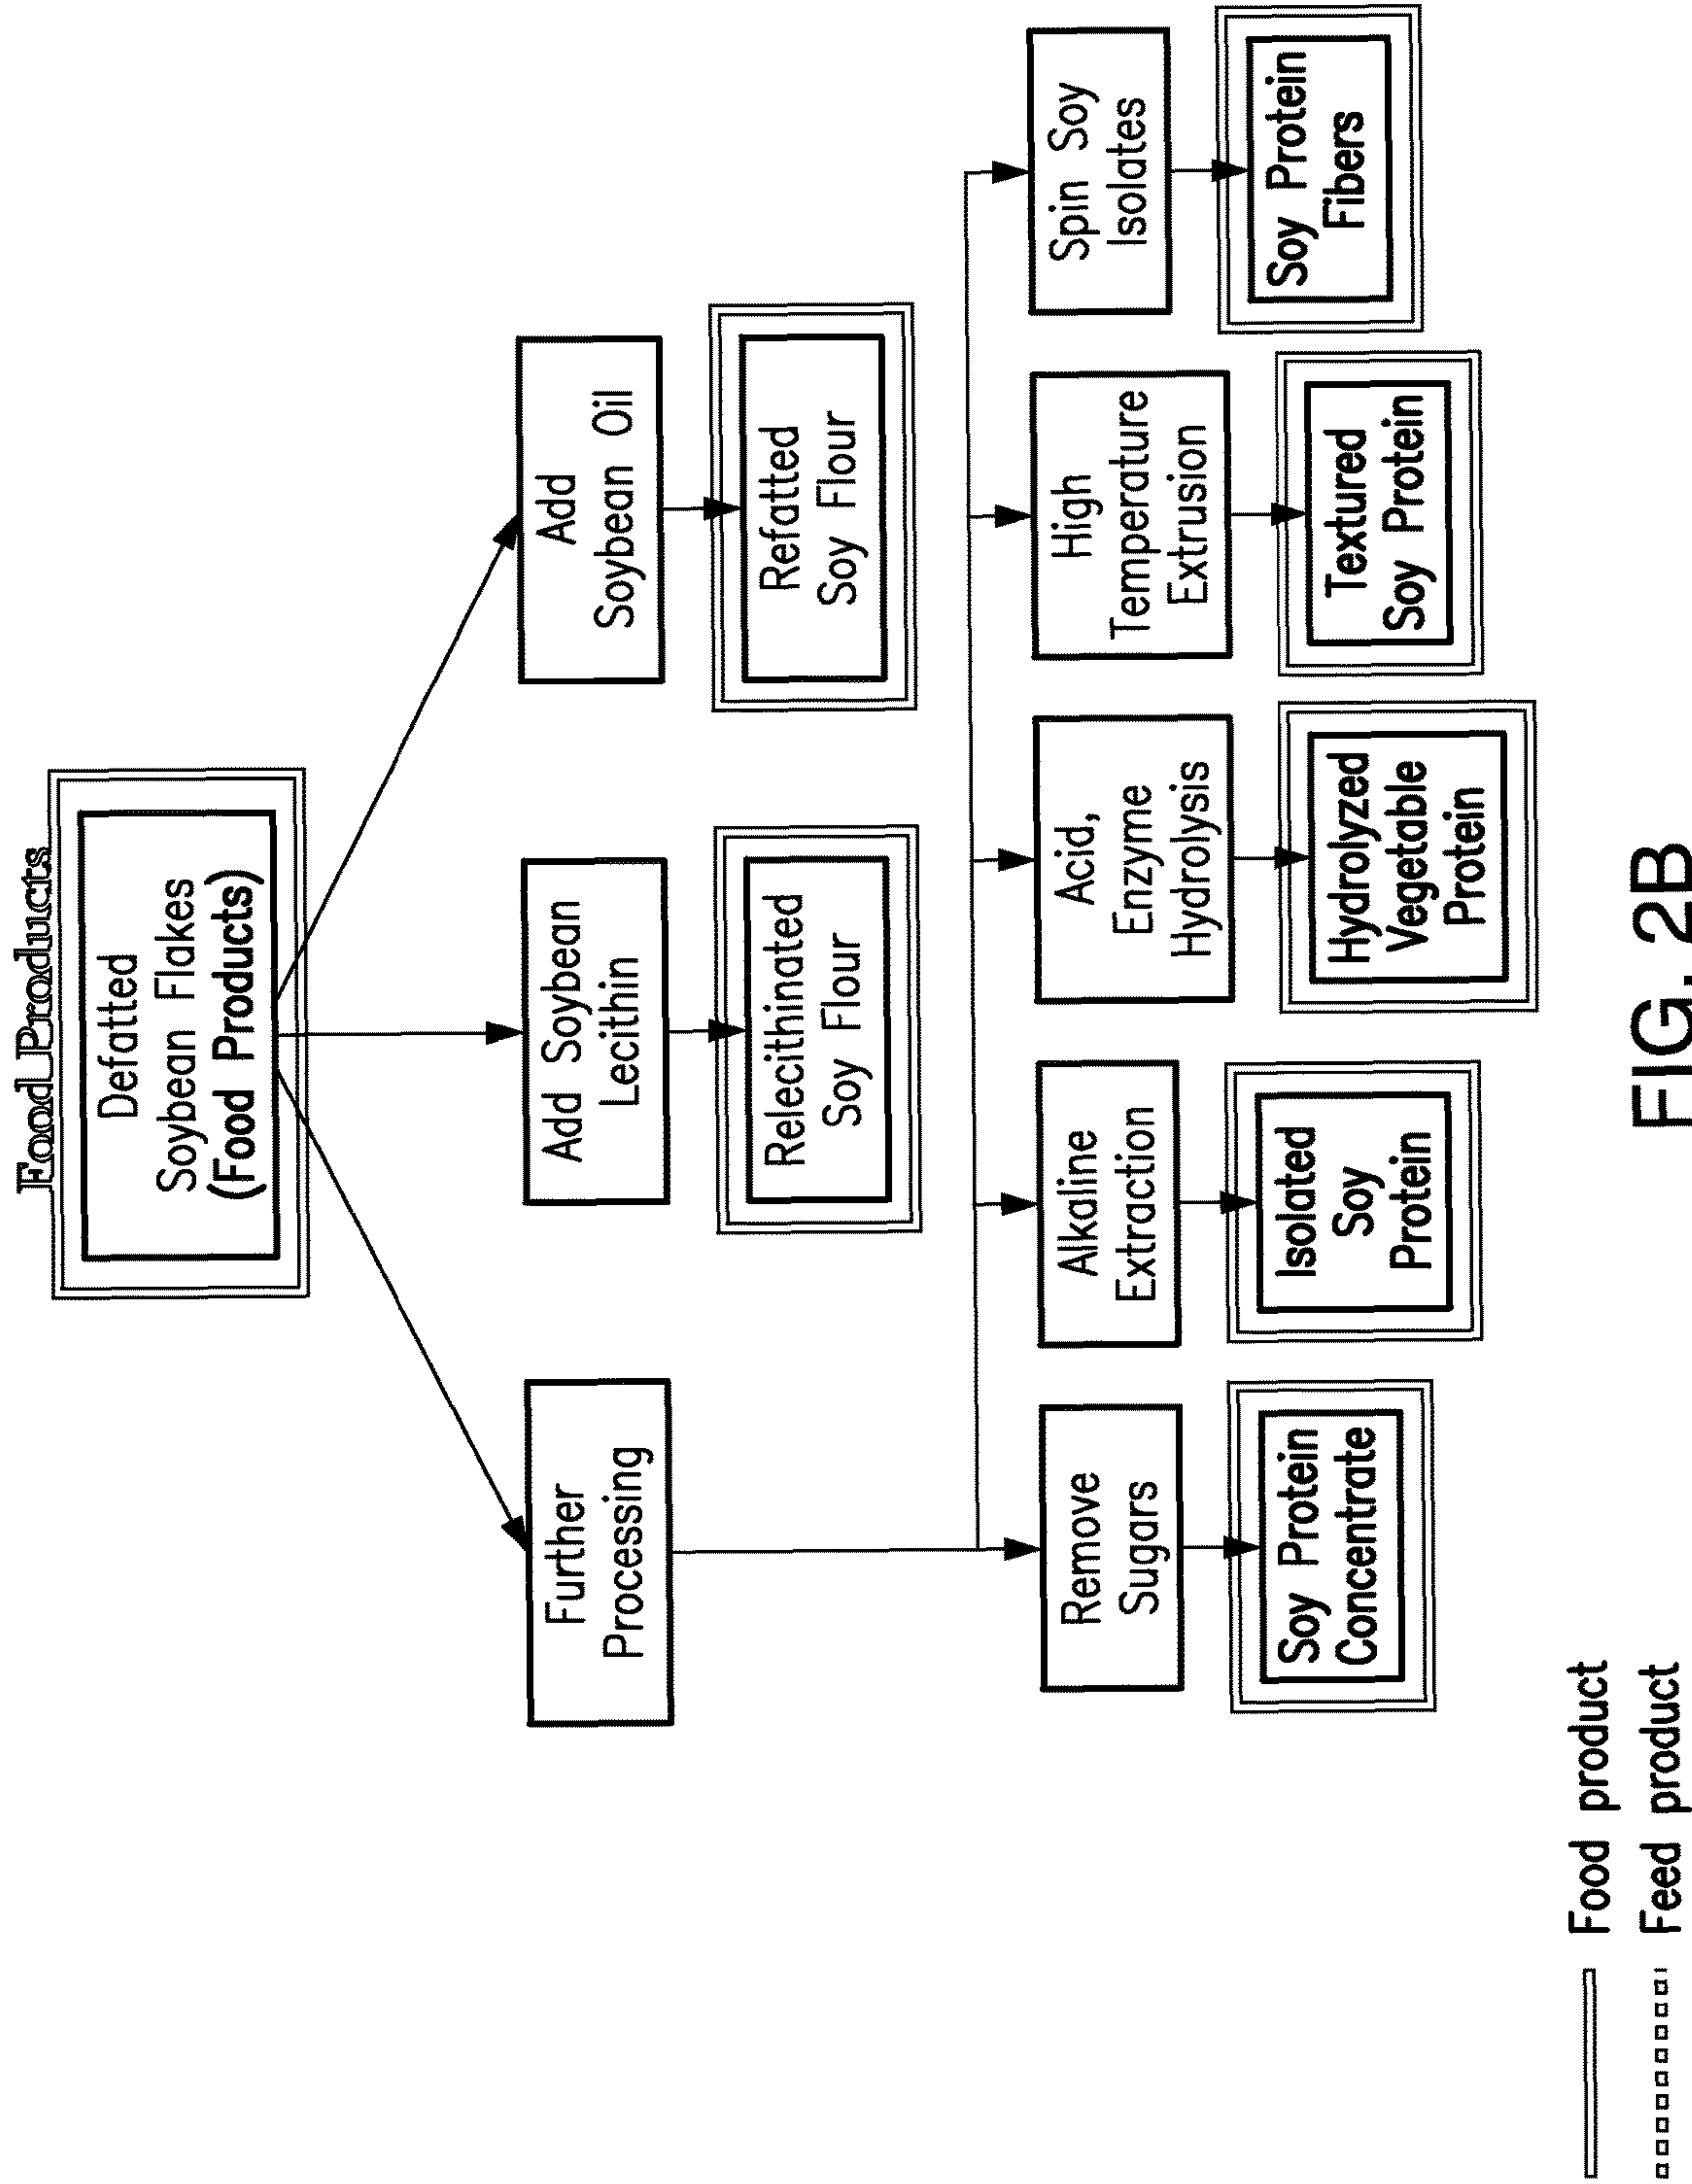 Food Products
Defatted
Soybean Flakes
(Food Products)
Further
Processing
Add Soybean
Lecithin
Add
Soybean Oil
Relecithinated
Soy Flour
Refatted
Soy Flour
Remove
Sugars
Alkaline
Extraction
Acid,
Enzyme
Hydrolysis
High
Temperature
Extrusion
Spin Soy
Isolates
Soy Protein
Concentrate
Isolated
Soy
Protein
Hydrolyzed
Vegetable
Protein
Textured
Soy Protein
Soy Protein
Fibers
Food product
Feed product
FIG. 2B